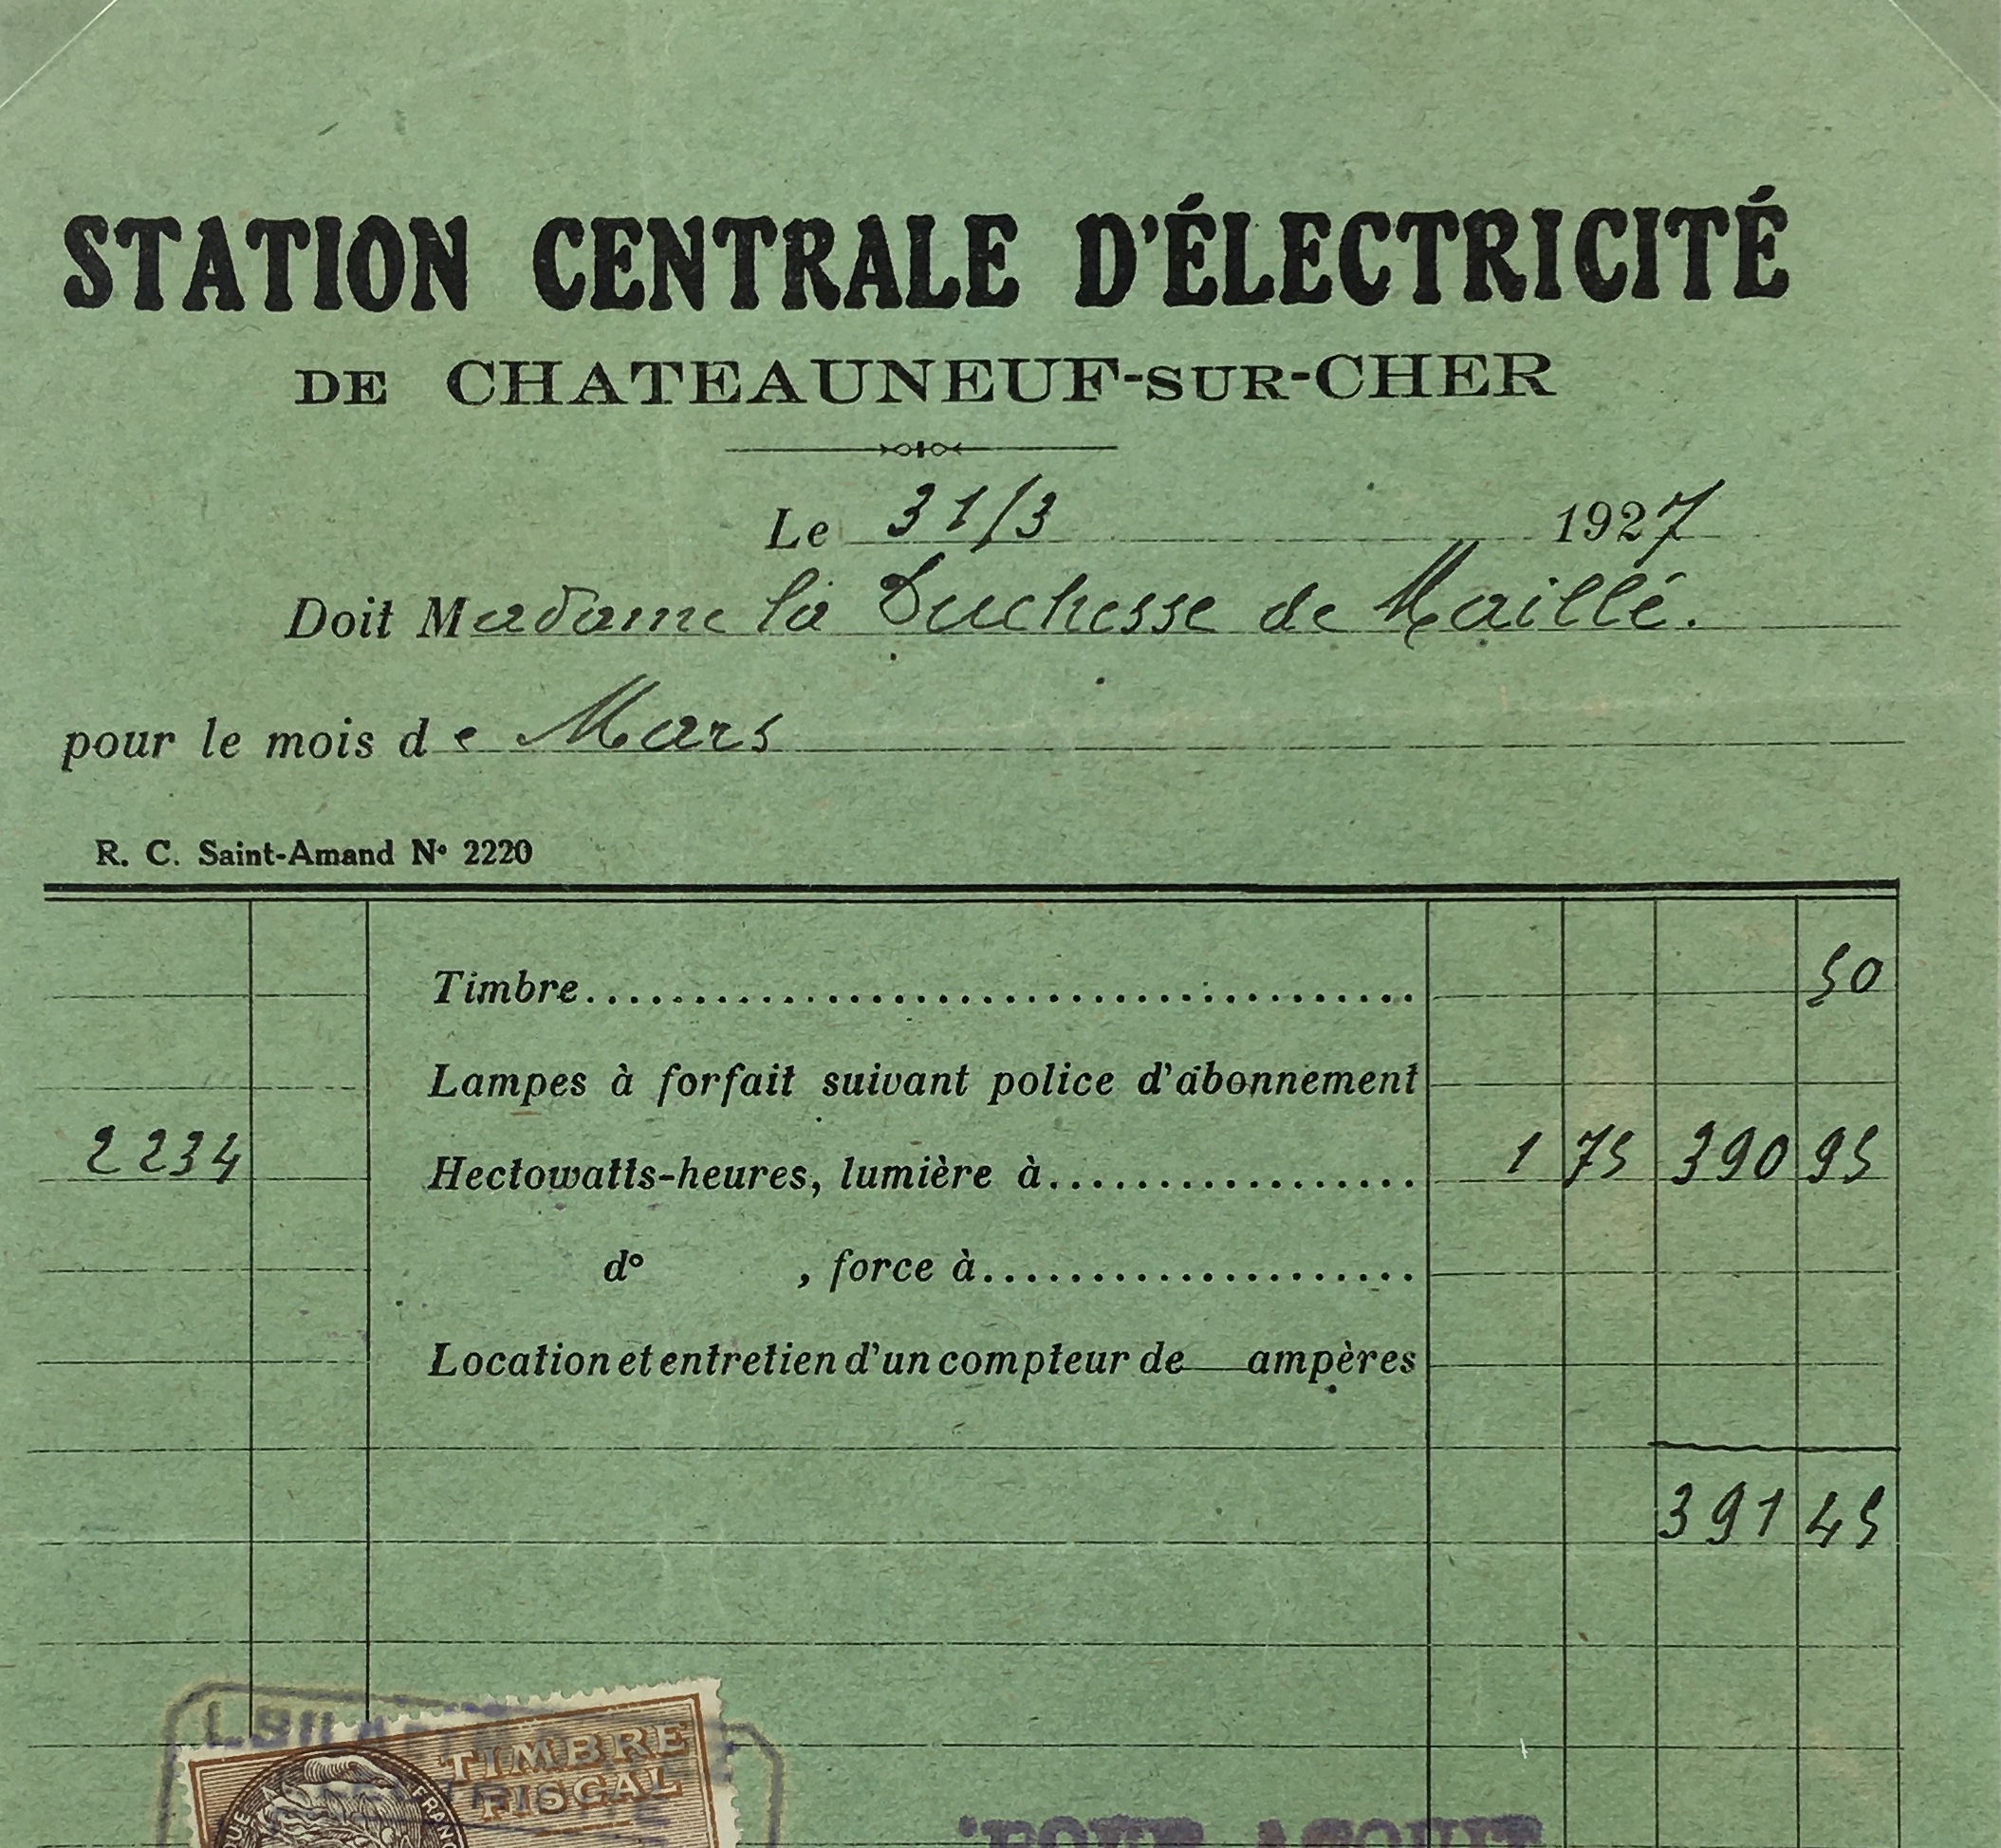 STATION CENTRALE D'ÉLECTRICITÉ
DE CHATEAUNEUF-SUR-CHER
Le 31/3 1927
Doit Madame la Duchesse de Maillé.
pour le mois de Mars
R. C. Saint-Amand N° 2220
Timbre........................................ 50
Lampes à forfait suivant police d'abonnement
2234 Hectowatts-heures, lumière à.................. 1 75 390 95
d° , force à.....................
Location et entretien d'un compteur de ampères
391 45
TIMBRE
FISCAL
POUR ACQUIT